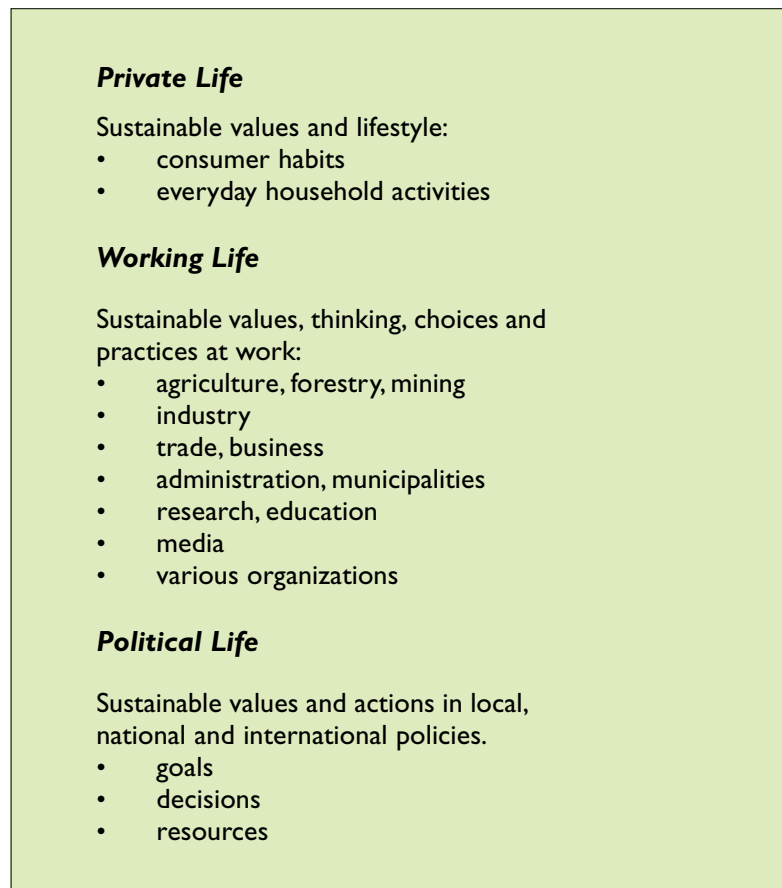 Private Life
Sustainable values and lifestyle:
• consumer habits
• everyday household activities
Working Life
Sustainable values, thinking, choices and
practices at work:
• agriculture, forestry, mining
• industry
• trade, business
• administration, municipalities
• research, education
• media
• various organizations
Political Life
Sustainable values and actions in local,
national and international policies.
• goals
• decisions
• resources